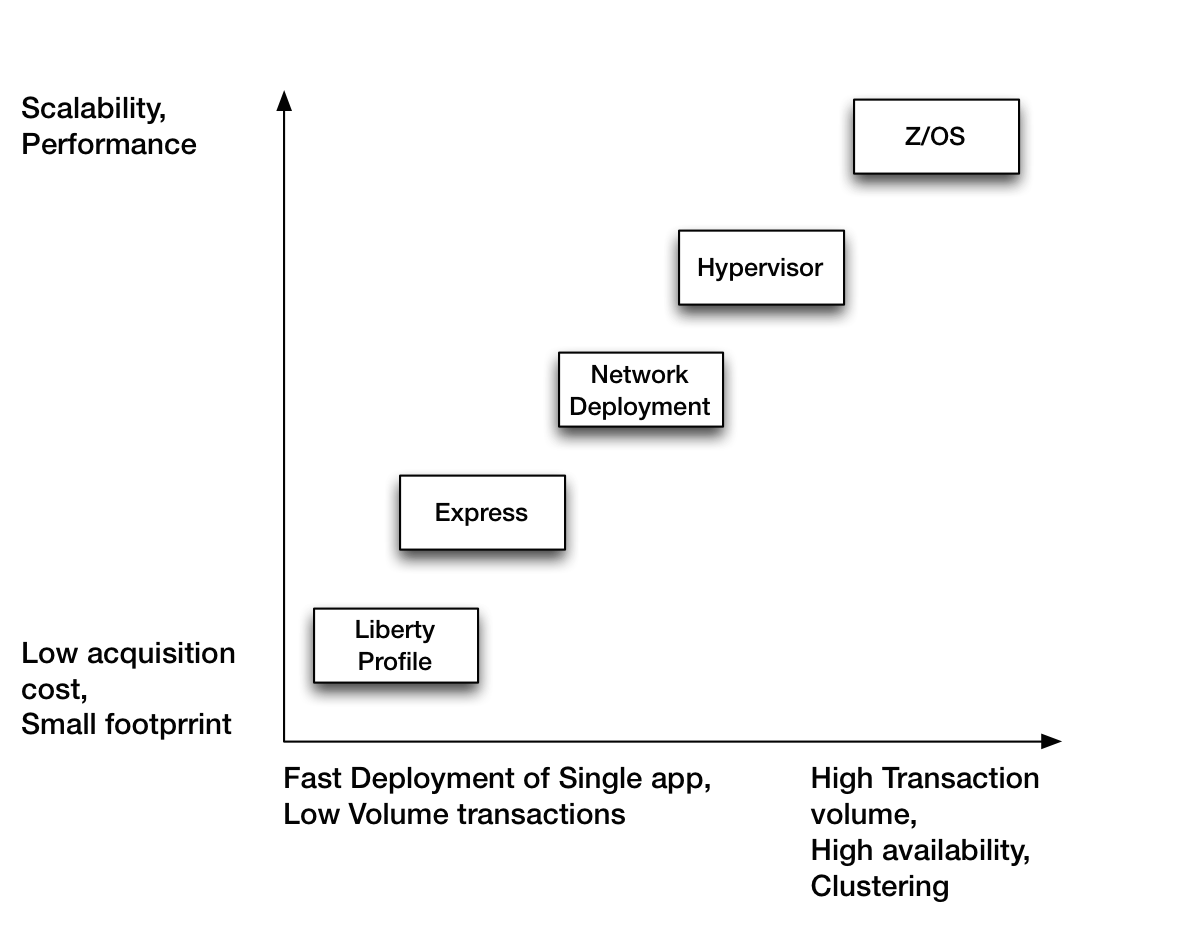 Scalability,
Performance
Z/OS
Hypervisor
Network
Deployment
Express
Liberty
Profile
Low acquisition
cost,
Small footprrint
Fast Deployment of Single app,
Low Volume transactions
High Transaction
volume,
High availability,
Clustering